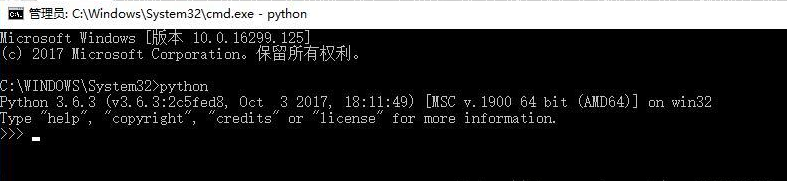 管理员: C:\Windows\System32\cmd.exe - python
Microsoft Windows [版本 10.0.16299.125]
(c) 2017 Microsoft Corporation。保留所有权利。
C:\WINDOWS\System32>python
Python 3.6.3 (v3.6.3:2c5fed8, Oct  3 2017, 18:11:49) [MSC v.1900 64 bit (AMD64)] on win32
Type "help", "copyright", "credits" or "license" for more information.
>>> _